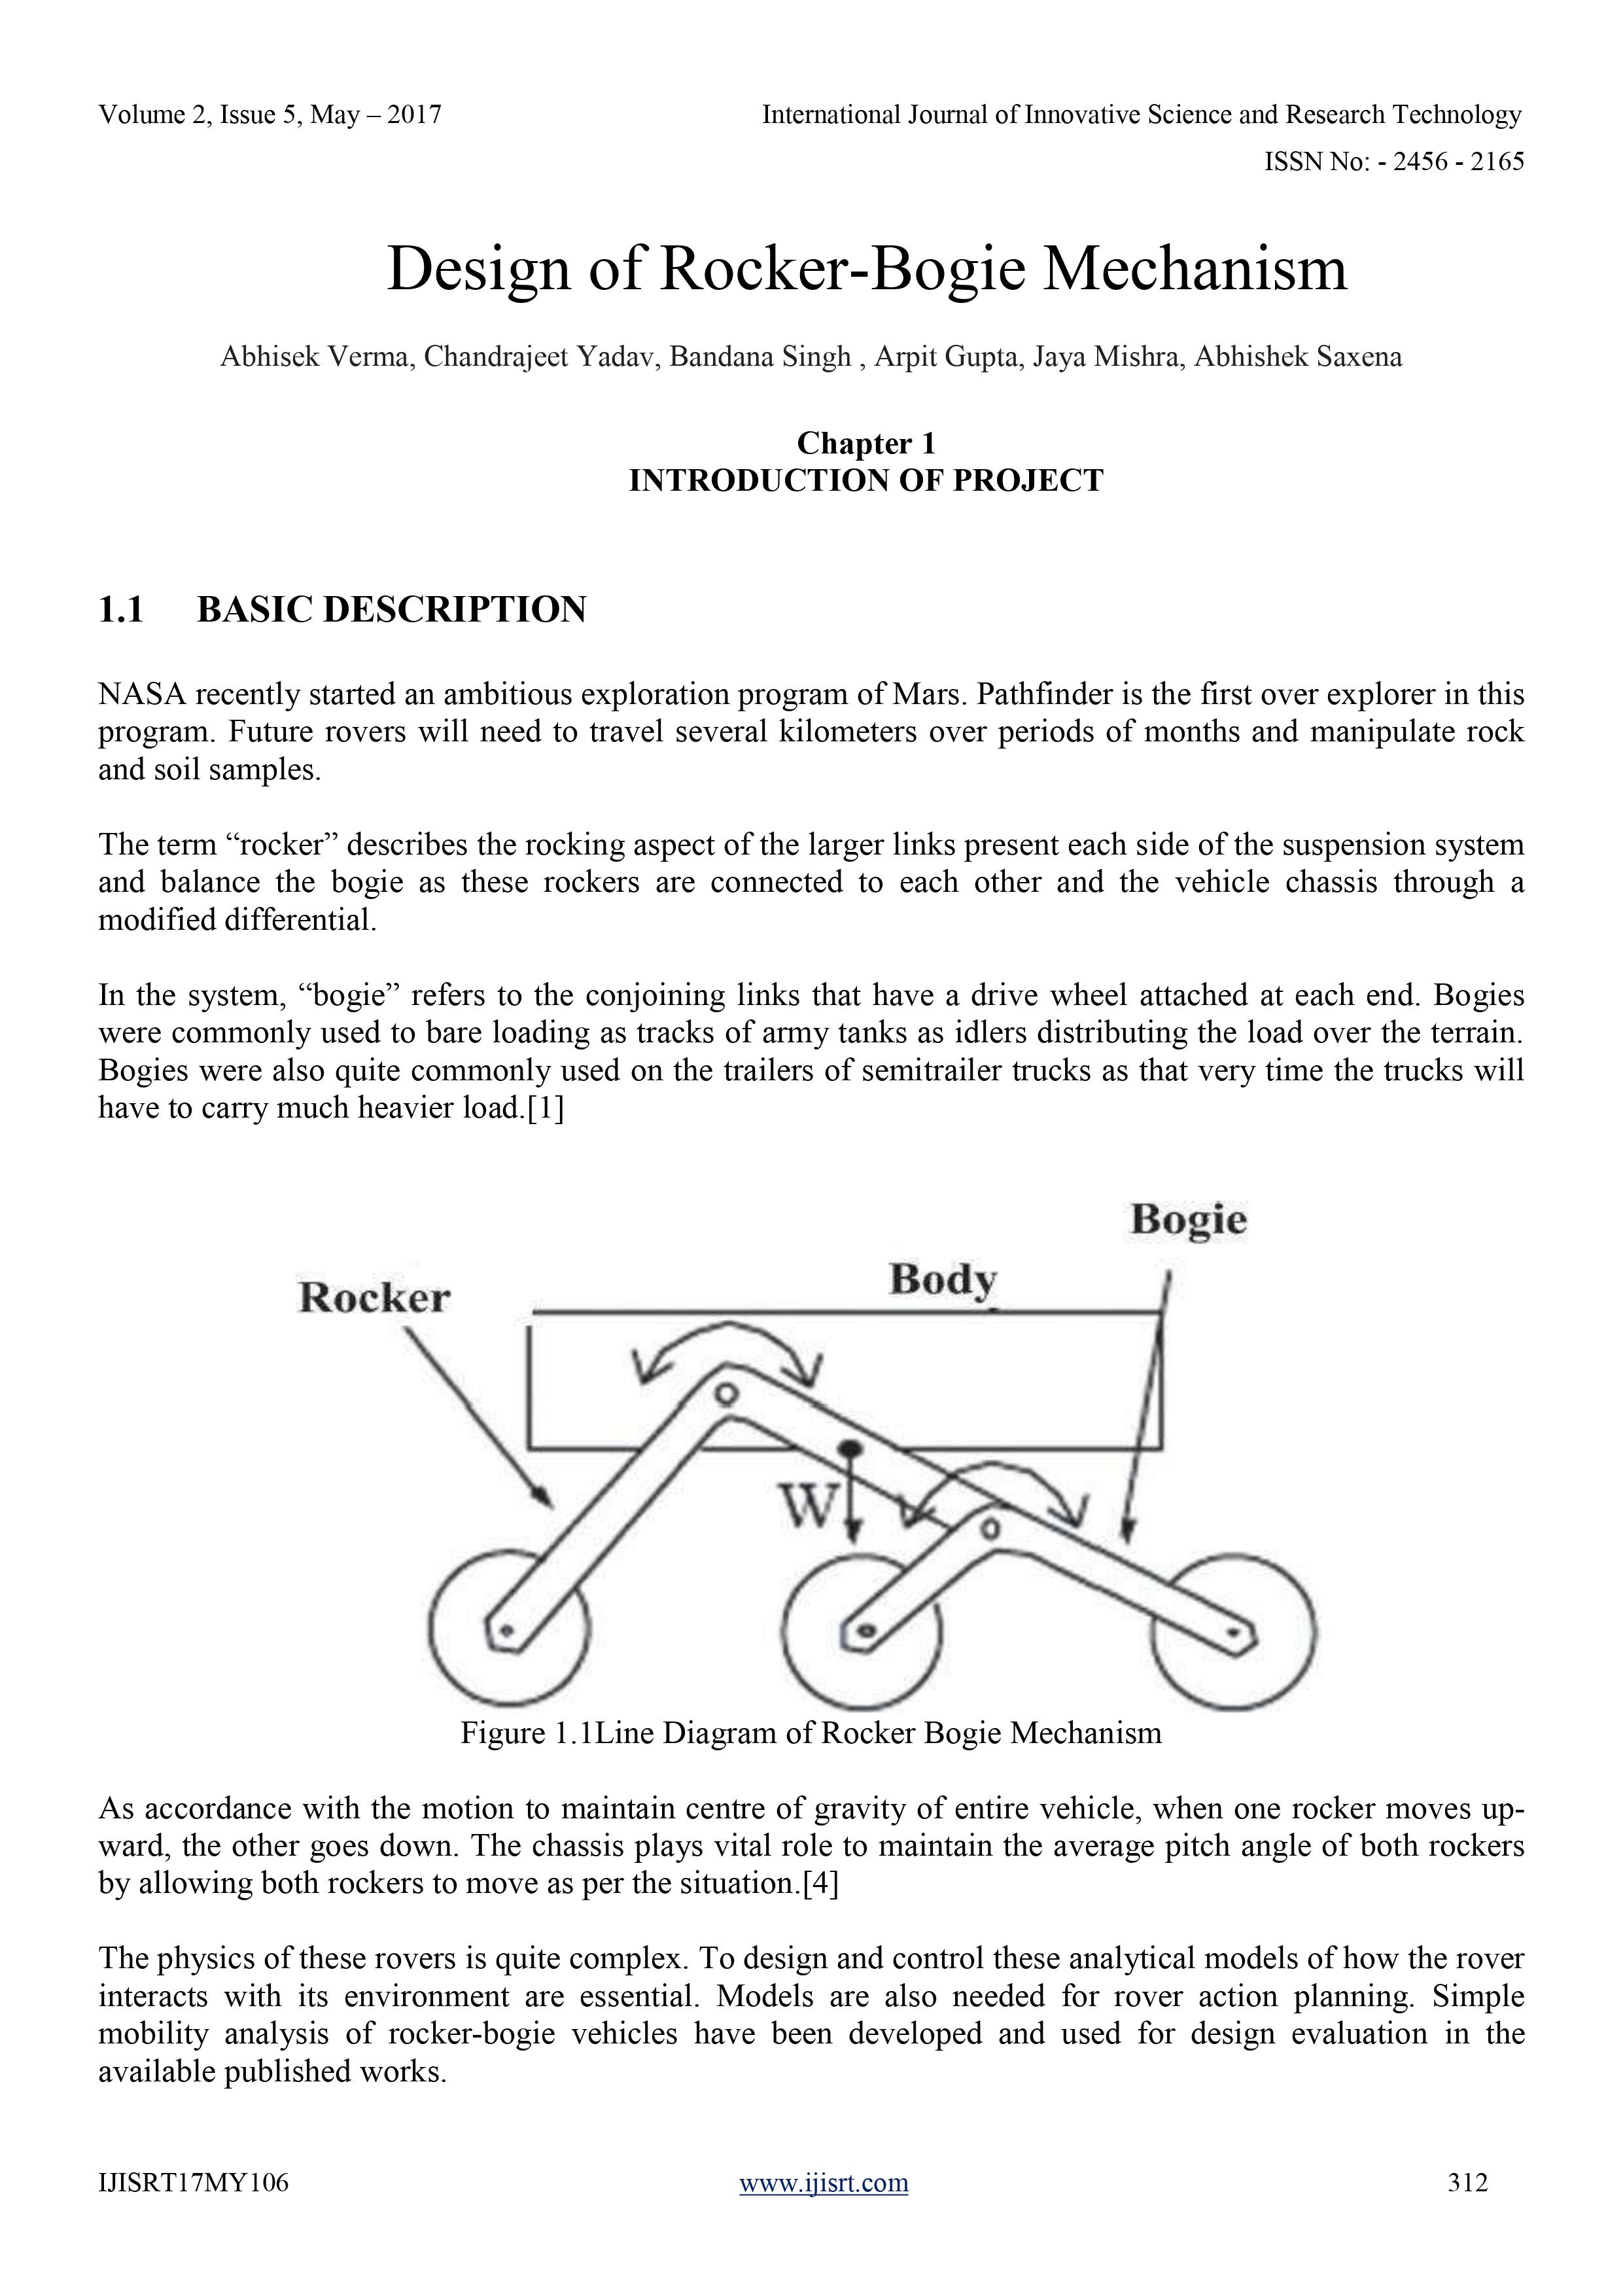 Volume 2, Issue 5, May – 2017 International Journal of Innovative Science and Research Technology
ISSN No: - 2456 - 2165
Design of Rocker-Bogie Mechanism
Abhisek Verma, Chandrajeet Yadav, Bandana Singh , Arpit Gupta, Jaya Mishra, Abhishek Saxena
Chapter 1
INTRODUCTION OF PROJECT
1.1 BASIC DESCRIPTION
NASA recently started an ambitious exploration program of Mars. Pathfinder is the first over explorer in this
program. Future rovers will need to travel several kilometers over periods of months and manipulate rock
and soil samples.
The term “rocker” describes the rocking aspect of the larger links present each side of the suspension system
and balance the bogie as these rockers are connected to each other and the vehicle chassis through a
modified differential.
In the system, “bogie” refers to the conjoining links that have a drive wheel attached at each end. Bogies
were commonly used to bare loading as tracks of army tanks as idlers distributing the load over the terrain.
Bogies were also quite commonly used on the trailers of semitrailer trucks as that very time the trucks will
have to carry much heavier load.[1]
Bogie
Body
Rocker
W
Figure 1.1Line Diagram of Rocker Bogie Mechanism
As accordance with the motion to maintain centre of gravity of entire vehicle, when one rocker moves up-
ward, the other goes down. The chassis plays vital role to maintain the average pitch angle of both rockers
by allowing both rockers to move as per the situation.[4]
The physics of these rovers is quite complex. To design and control these analytical models of how the rover
interacts with its environment are essential. Models are also needed for rover action planning. Simple
mobility analysis of rocker-bogie vehicles have been developed and used for design evaluation in the
available published works.
IJISRT17MY106 www.ijisrt.com 312